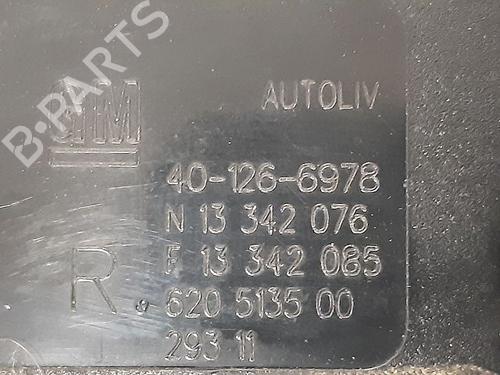 B-PARTS
GM
AUTOLIV
40-126-6978
N 13 342 076
F 13 342 085
R.
620 5135 00
293 11